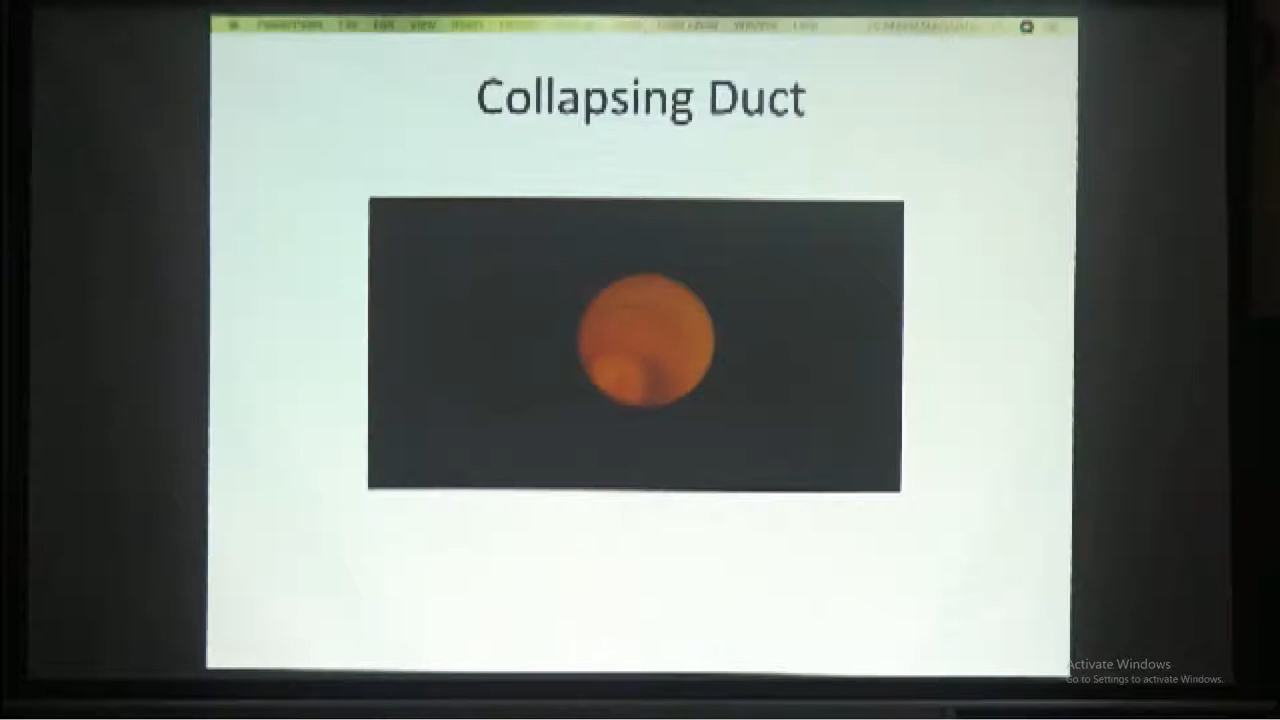 Collapsing Duct
Activate Windows
Go to Settings to activate Windows.